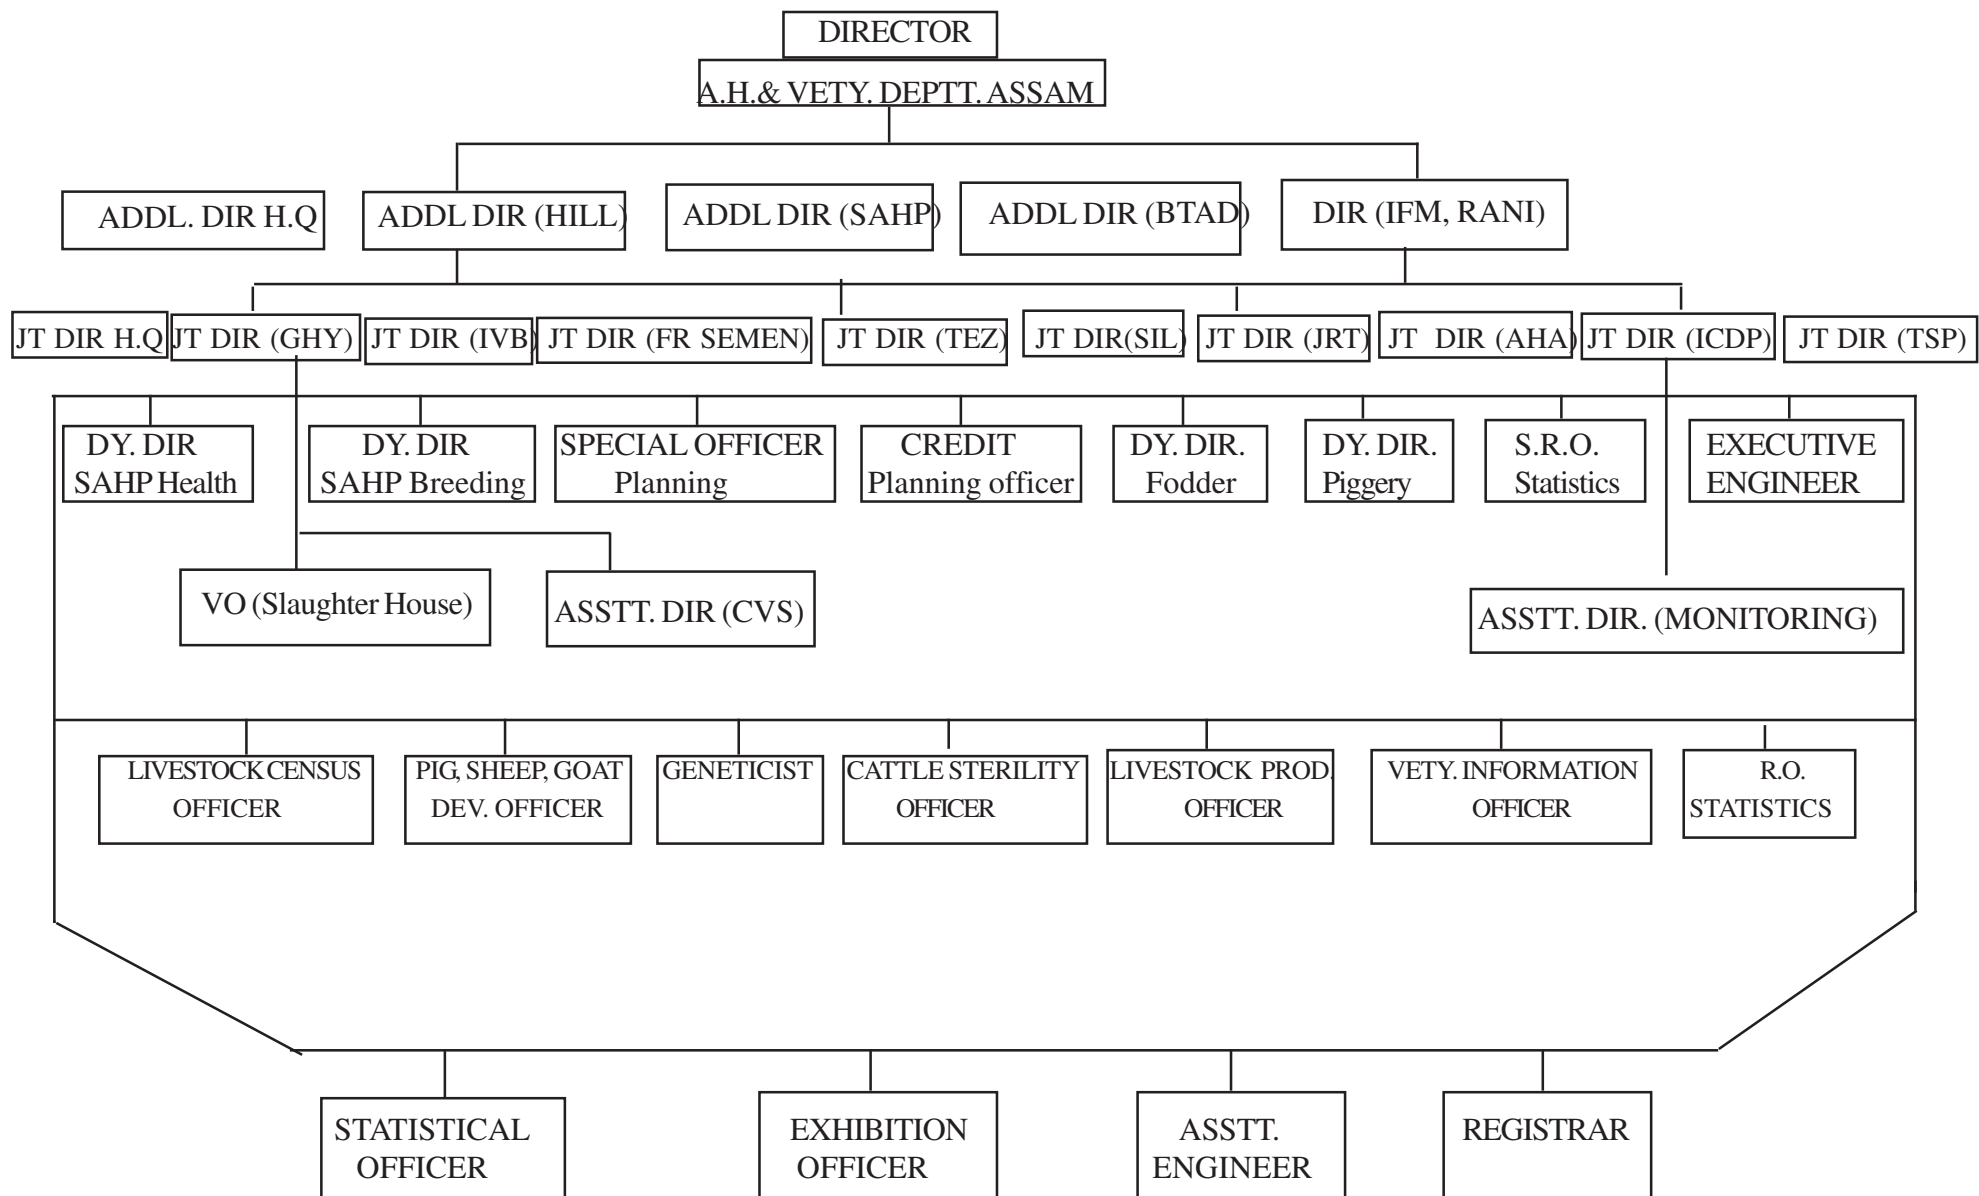 DIRECTOR
A.H.& VETY. DEPTT. ASSAM
ADDL. DIR H.Q
ADDL DIR (HILL)
ADDL DIR (SAHP)
ADDL DIR (BTAD)
DIR (IFM, RANI)
JT DIR H.Q
JT DIR (GHY)
JT DIR (IVB)
JT DIR (FR SEMEN)
JT DIR (TEZ)
JT DIR(SIL)
JT DIR (JRT)
JT DIR (AHA)
JT DIR (ICDP)
JT DIR (TSP)
DY. DIR
SAHP Health
DY. DIR
SAHP Breeding
SPECIAL OFFICER
Planning
CREDIT
Planning officer
DY. DIR.
Fodder
DY. DIR.
Piggery
S.R.O.
Statistics
EXECUTIVE
ENGINEER
VO (Slaughter House)
ASSTT. DIR (CVS)
ASSTT. DIR. (MONITORING)
LIVESTOCK CENSUS
OFFICER
PIG, SHEEP, GOAT
DEV. OFFICER
GENETICIST
CATTLE STERILITY
OFFICER
LIVESTOCK PROD.
OFFICER
VETY. INFORMATION
OFFICER
R.O.
STATISTICS
STATISTICAL
OFFICER
EXHIBITION
OFFICER
ASSTT.
ENGINEER
REGISTRAR